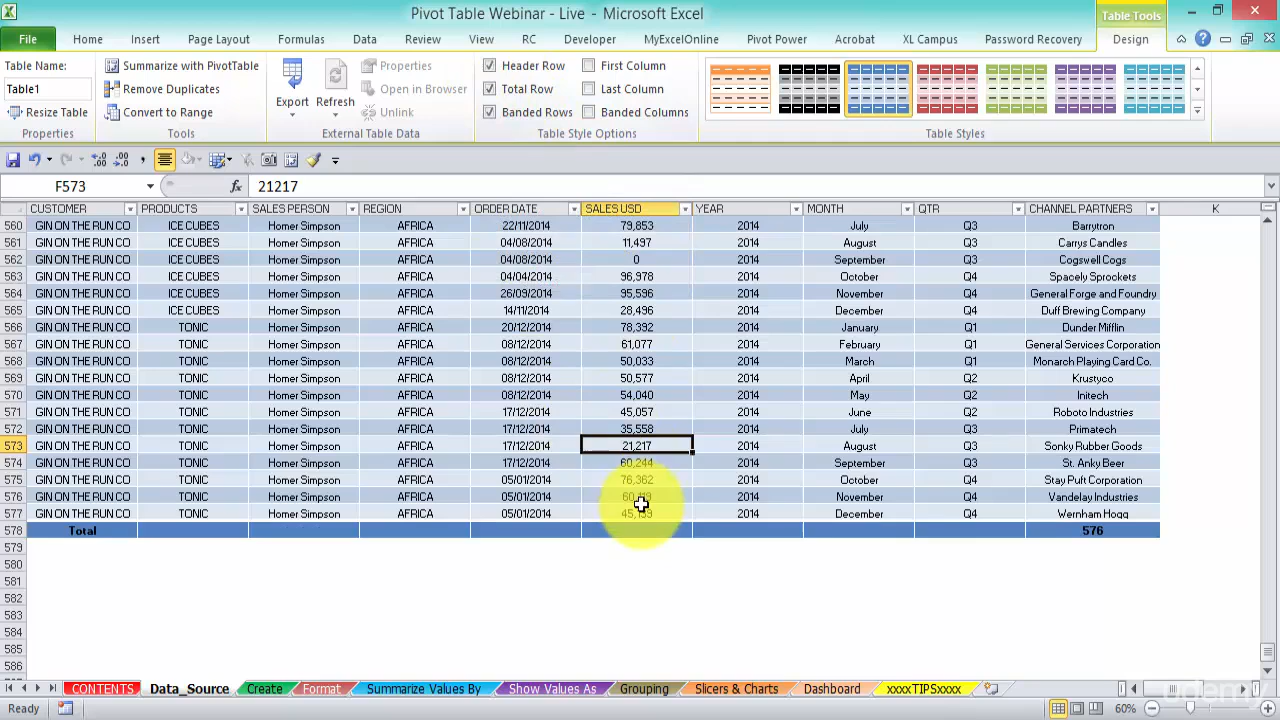 Pivot Table Webinar - Live - Microsoft Excel
Table Tools
File Home Insert Page Layout Formulas Data Review View RC Developer MyExcelOnline Pivot Power Acrobat XL Campus Password Recovery Design
Table Name:
Table1
Resize Table
Properties
Summarize with PivotTable
Remove Duplicates
Convert to Range
Tools
Export
Refresh
Properties
Open in Browser
Unlink
External Table Data
Header Row
Total Row
Banded Rows
First Column
Last Column
Banded Columns
Table Style Options
Table Styles
F573 fx 21217
CUSTOMER PRODUCTS SALES PERSON REGION ORDER DATE SALES USD YEAR MONTH QTR CHANNEL PARTNERS K
560 GIN ON THE RUN CO ICE CUBES Homer Simpson AFRICA 22/11/2014 79,853 2014 July Q3 Barrytron
561 GIN ON THE RUN CO ICE CUBES Homer Simpson AFRICA 04/08/2014 11,497 2014 August Q3 Carrys Candles
562 GIN ON THE RUN CO ICE CUBES Homer Simpson AFRICA 04/08/2014 0 2014 September Q3 Cogswell Cogs
563 GIN ON THE RUN CO ICE CUBES Homer Simpson AFRICA 04/04/2014 96,978 2014 October Q4 Spacely Sprockets
564 GIN ON THE RUN CO ICE CUBES Homer Simpson AFRICA 26/09/2014 95,596 2014 November Q4 General Forge and Foundry
565 GIN ON THE RUN CO ICE CUBES Homer Simpson AFRICA 14/11/2014 28,496 2014 December Q4 Duff Brewing Company
566 GIN ON THE RUN CO TONIC Homer Simpson AFRICA 20/12/2014 78,392 2014 January Q1 Dunder Mifflin
567 GIN ON THE RUN CO TONIC Homer Simpson AFRICA 08/12/2014 61,077 2014 February Q1 General Services Corporation
568 GIN ON THE RUN CO TONIC Homer Simpson AFRICA 08/12/2014 50,033 2014 March Q1 Monarch Playing Card Co.
569 GIN ON THE RUN CO TONIC Homer Simpson AFRICA 08/12/2014 50,577 2014 April Q2 Krustyco
570 GIN ON THE RUN CO TONIC Homer Simpson AFRICA 08/12/2014 54,040 2014 May Q2 Initech
571 GIN ON THE RUN CO TONIC Homer Simpson AFRICA 17/12/2014 45,057 2014 June Q2 Roboto Industries
572 GIN ON THE RUN CO TONIC Homer Simpson AFRICA 17/12/2014 35,558 2014 July Q3 Primatech
573 GIN ON THE RUN CO TONIC Homer Simpson AFRICA 17/12/2014 21,217 2014 August Q3 Sonky Rubber Goods
574 GIN ON THE RUN CO TONIC Homer Simpson AFRICA 17/12/2014 60,244 2014 September Q3 St. Anky Beer
575 GIN ON THE RUN CO TONIC Homer Simpson AFRICA 05/01/2014 76,362 2014 October Q4 Stay Puft Corporation
576 GIN ON THE RUN CO TONIC Homer Simpson AFRICA 05/01/2014 2014 November Q4 Vandelay Industries
577 GIN ON THE RUN CO TONIC Homer Simpson AFRICA 05/01/2014 2014 December Q4 Wernham Hogg
578 Total 576
579
580
581
582
583
584
585
586
CONTENTS Data_Source Create Format Summarize Values By Show Values As Grouping Slicers & Charts Dashboard xxxxTIPSxxxx
Ready 60%
udemy